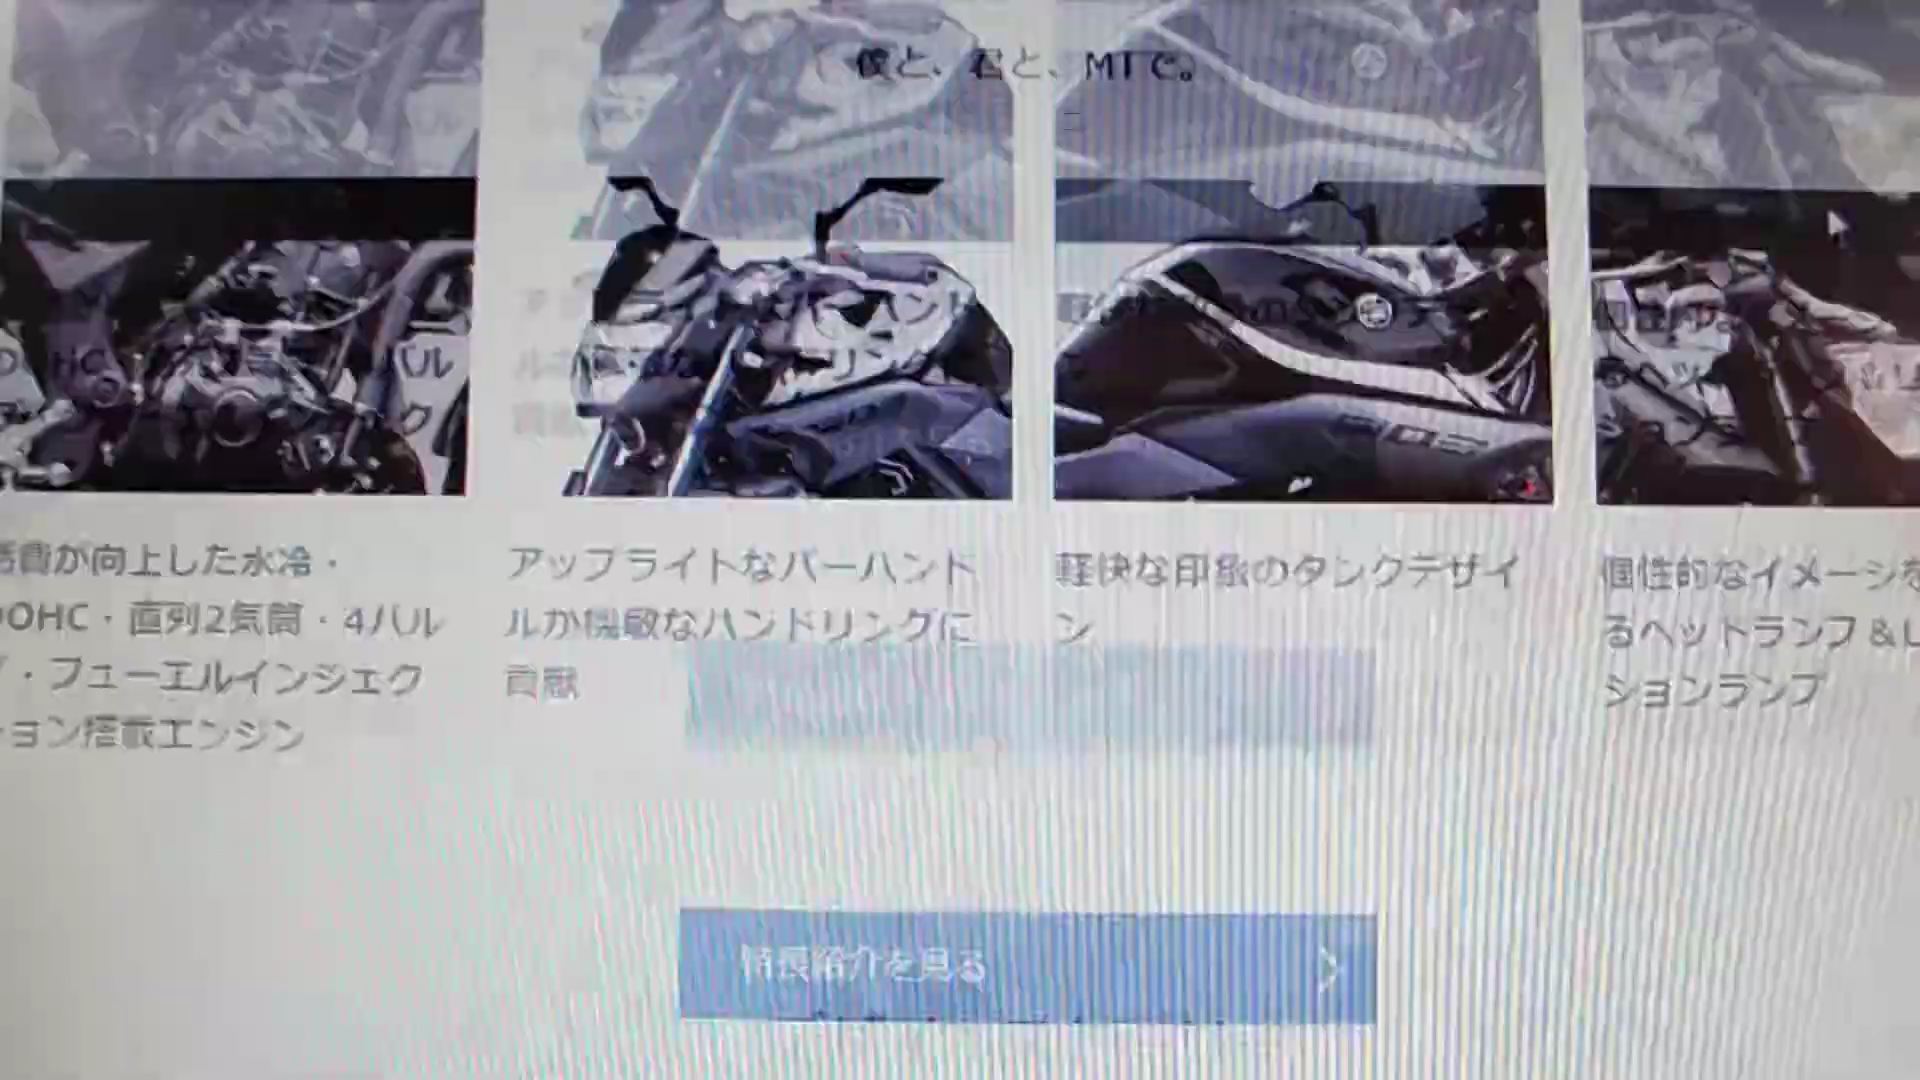 僕と、君と、MTで。
が向上した水冷・
OHC・直列2気筒・4バル
・フューエルインジェク
ョン搭載エンジン
アップライトなバーハンド
ルが機敏なハンドリングに
貢献
軽快な印象のタンクデザイ
ン
個性的なイメージを
るヘッドランプ&L
ションランプ
特長紹介を見る